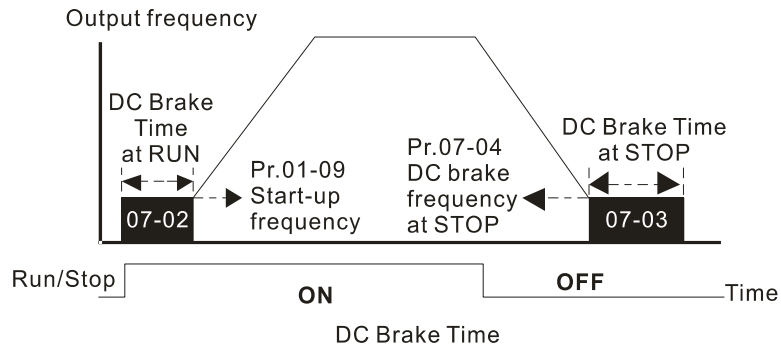 Output frequency
DC Brake
Time
at RUN
Pr.01-09
Start-up
frequency
Pr.07-04
DC brake
frequency
at STOP
DC Brake Time
at STOP
07-02
07-03
Run/Stop
ON
OFF
Time
DC Brake Time